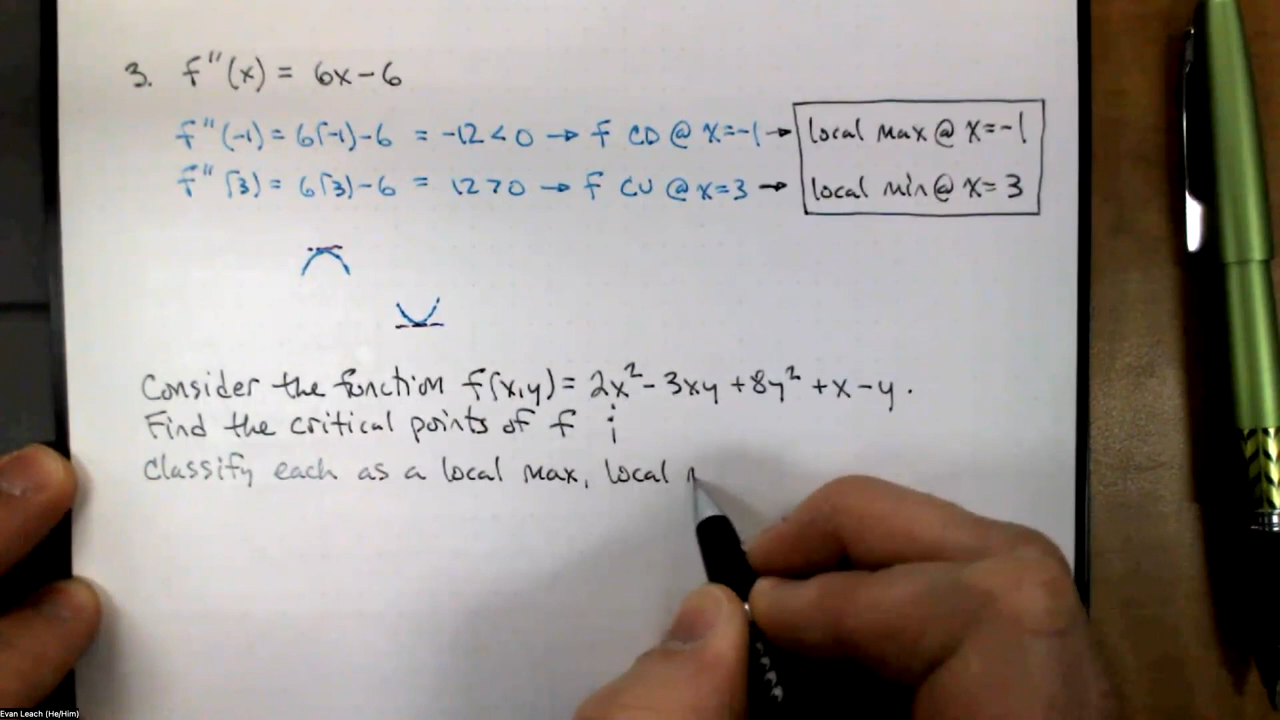 3. f''(x) = 6x-6
f''(-1) = 6(-1)-6 = -12 < 0 → f CD @ x=-1 → local max @ x=-1
f''(3) = 6(3)-6 = 12 > 0 → f CU @ x=3 → local min @ x=3
Consider the function f(x,y) = 2x² - 3xy + 8y² + x - y.
Find the critical points of f ;
Classify each as a local max, local
Evan Leach (He/Him)